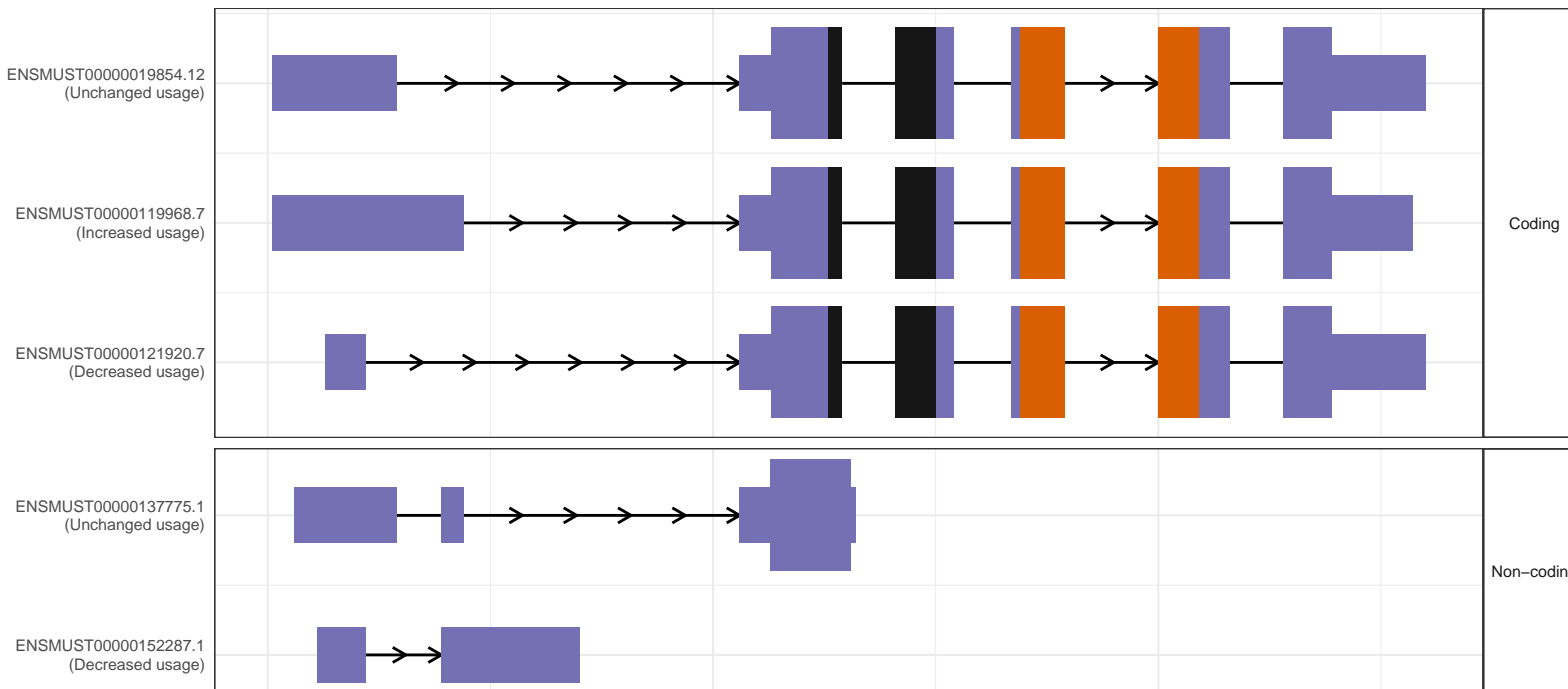 ENSMUST00000019854.12
(Unchanged usage)
ENSMUST00000119968.7
(Increased usage)
ENSMUST00000121920.7
(Decreased usage)
Coding
ENSMUST00000137775.1
(Unchanged usage)
ENSMUST00000152287.1
(Decreased usage)
Non−codin